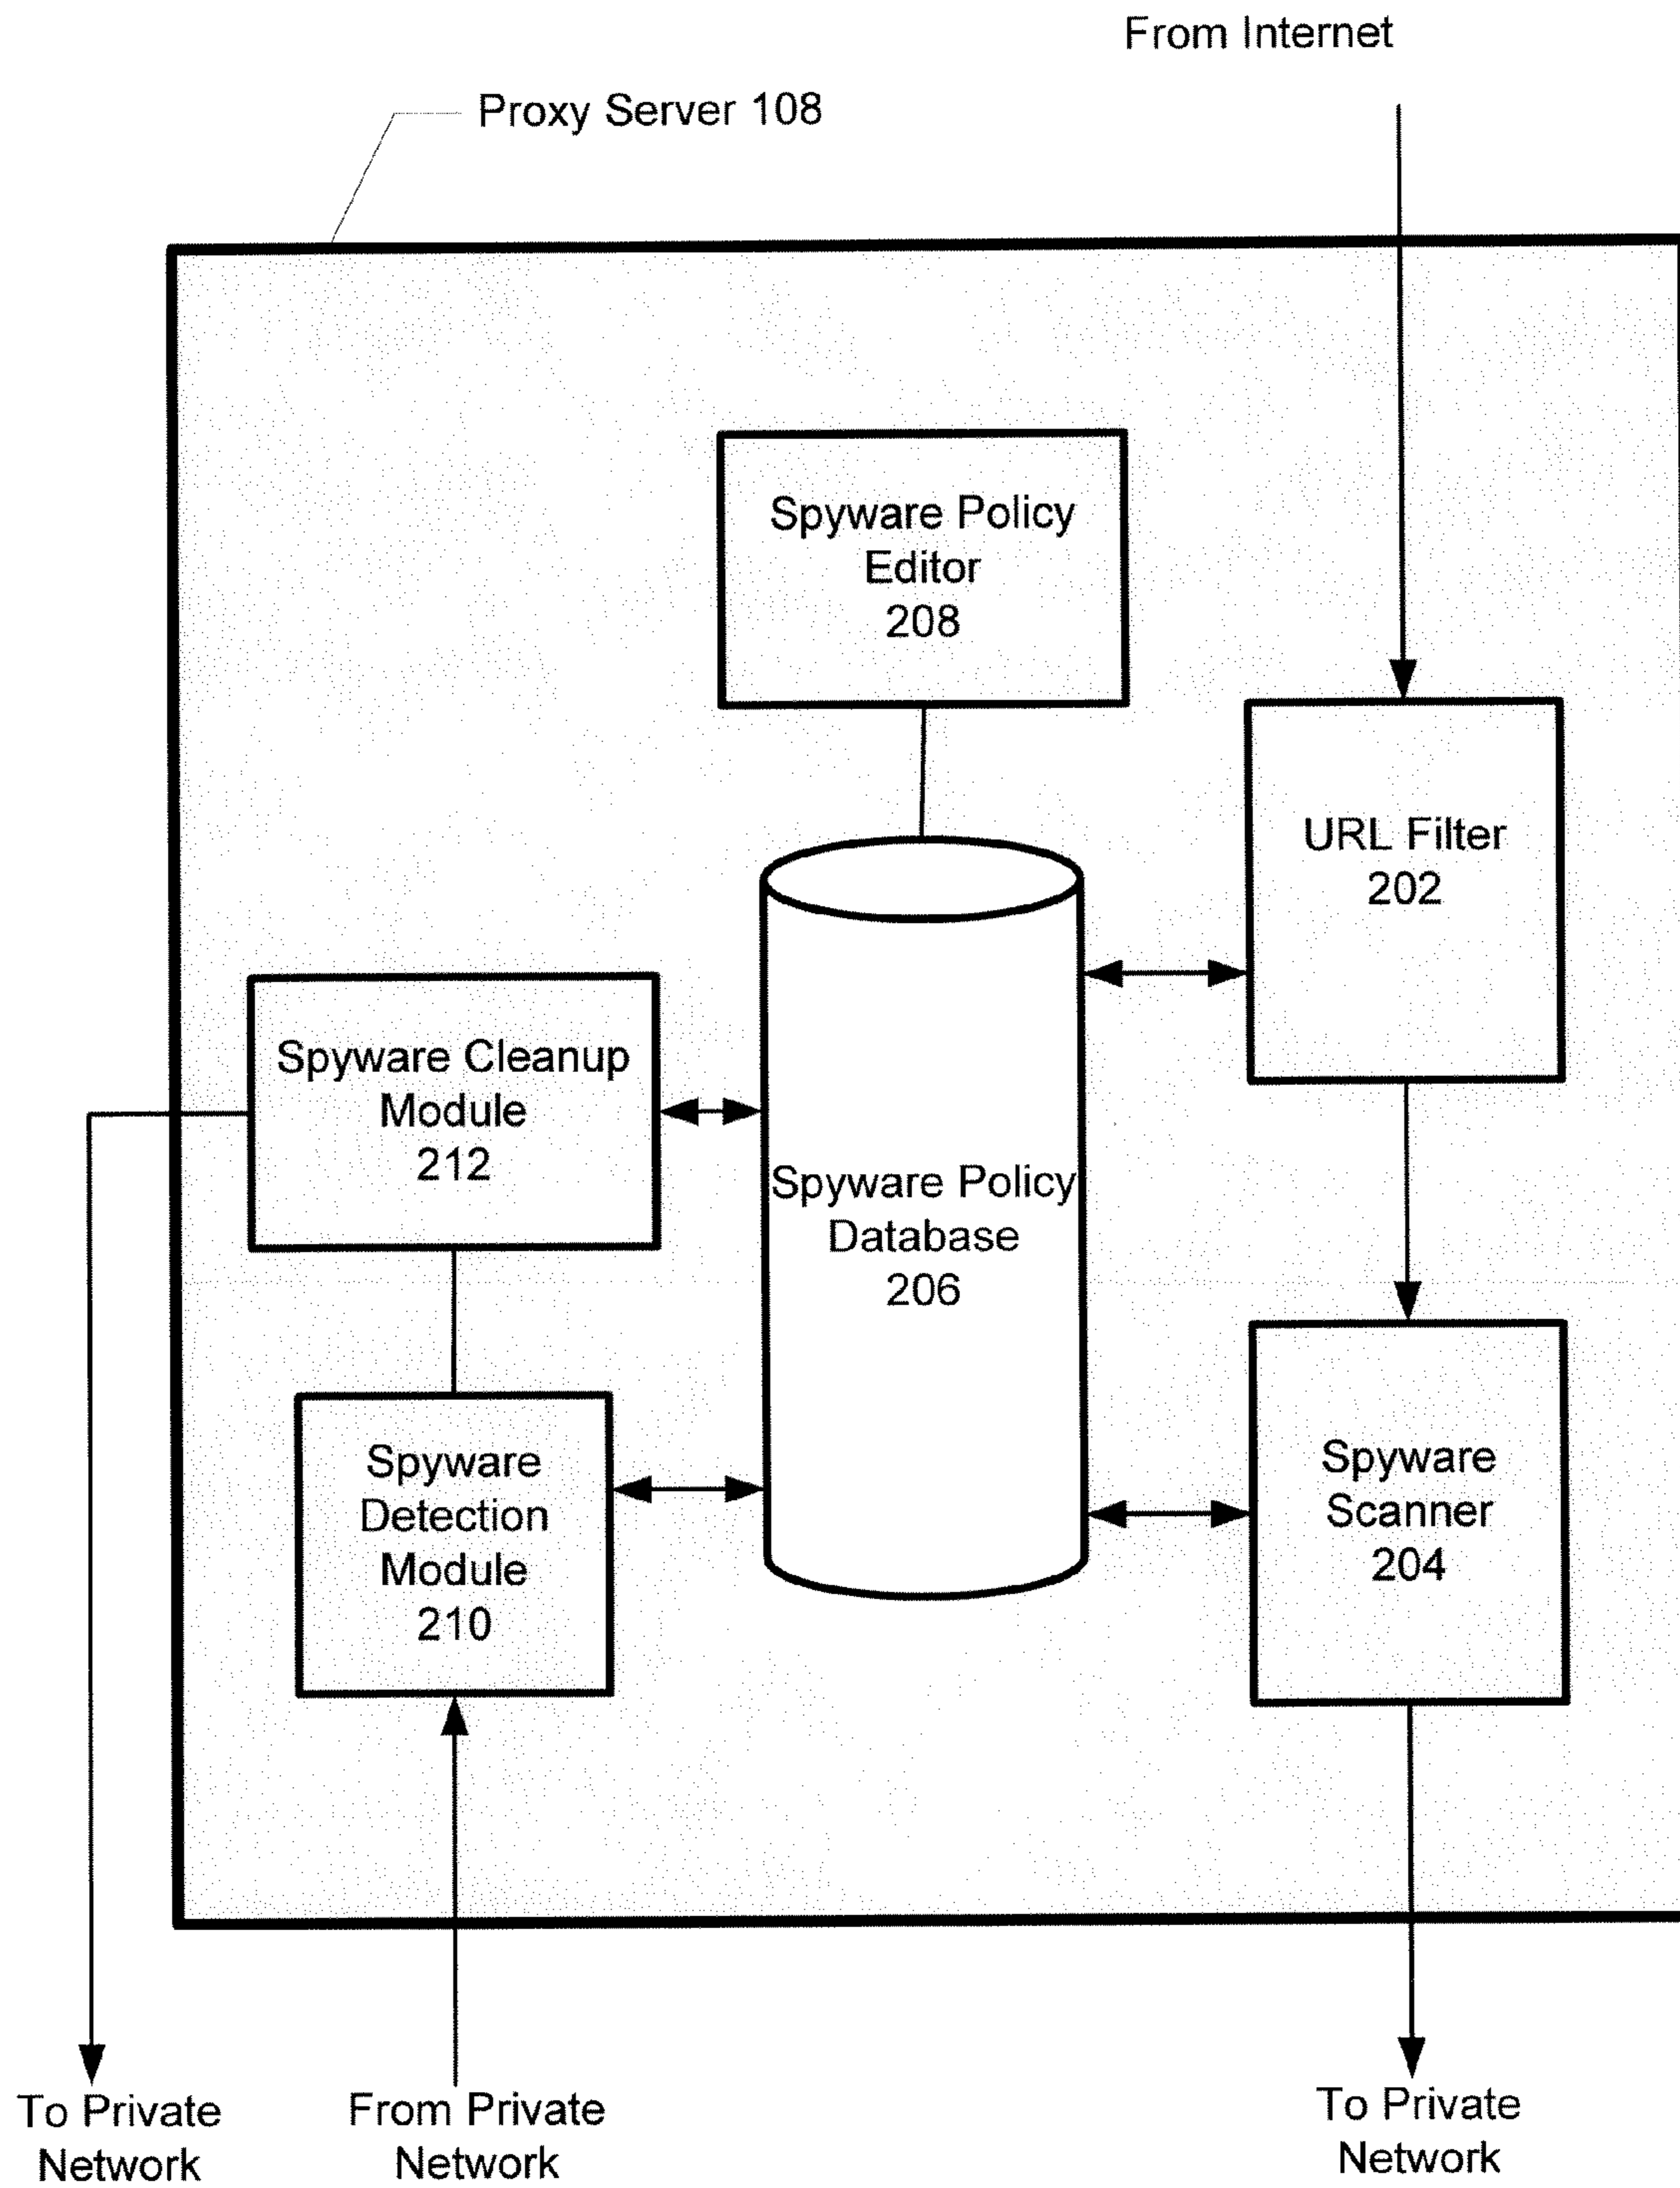 From Internet
Proxy Server 108
Spyware Policy
Editor
208
URL Filter
202
Spyware Cleanup
Module
212
Spyware Policy
Database
206
Spyware
Detection
Module
210
Spyware
Scanner
204
To Private
Network
From Private
Network
To Private
Network